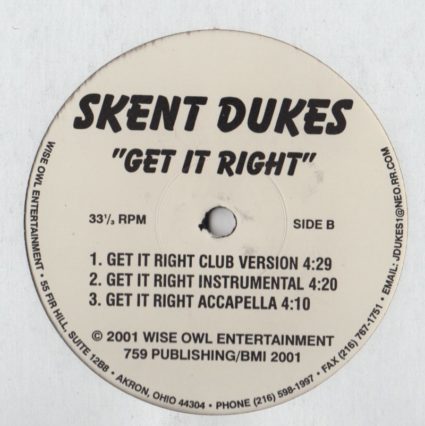 SKENT DUKES
"GET IT RIGHT"
33⅓ RPM
SIDE B
1. GET IT RIGHT CLUB VERSION 4:29
2. GET IT RIGHT INSTRUMENTAL 4:20
3. GET IT RIGHT ACCAPELLA 4:10
© 2001 WISE OWL ENTERTAINMENT
759 PUBLISHING/BMI 2001
WISE OWL ENTERTAINMENT • 55 FIR HILL, SUITE 12B8 • AKRON, OHIO 44304 • PHONE (216) 598-1997 • FAX (216) 767-1751 • EMAIL: JDUKES1@NEO.RR.COM